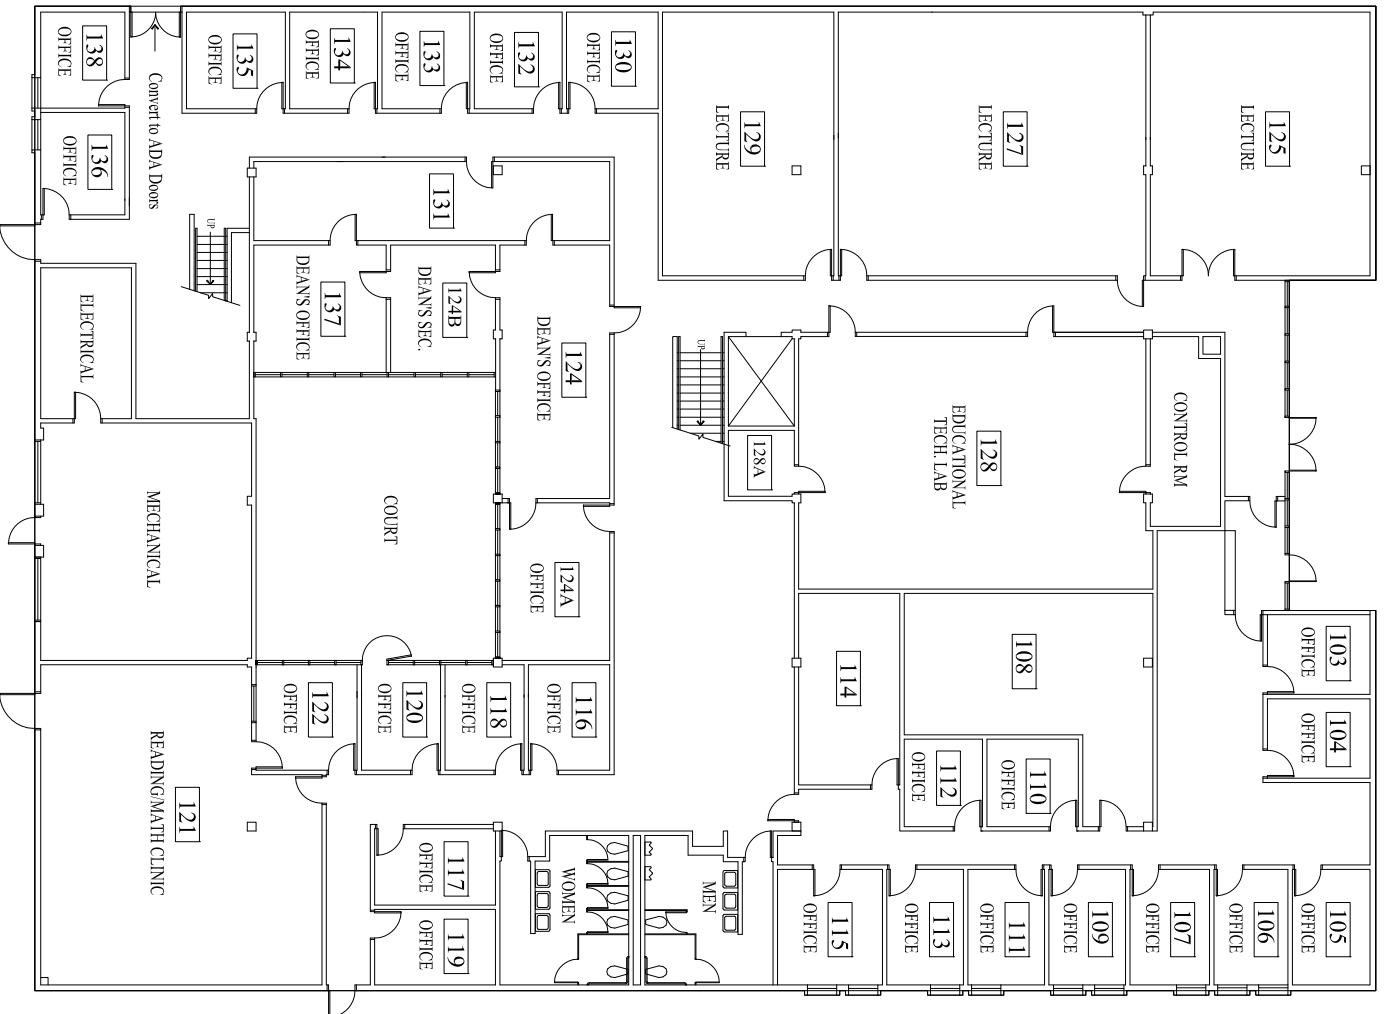 138
OFFICE
Convert to ADA Doors
135
OFFICE
134
OFFICE
133
OFFICE
132
OFFICE
130
OFFICE
129
LECTURE
127
LECTURE
125
LECTURE
136
OFFICE
131
UP
137
DEAN'S OFFICE
124B
DEAN'S SEC.
124
DEAN'S OFFICE
ELECTRICAL
UP
128A
128
EDUCATIONAL
TECH. LAB
CONTROL RM
MECHANICAL
COURT
124A
OFFICE
103
OFFICE
104
OFFICE
108
114
122
OFFICE
120
OFFICE
118
OFFICE
116
OFFICE
112
OFFICE
110
OFFICE
121
READING/MATH CLINIC
117
OFFICE
119
OFFICE
WOMEN
MEN
115
OFFICE
113
OFFICE
111
OFFICE
109
OFFICE
107
OFFICE
106
OFFICE
105
OFFICE